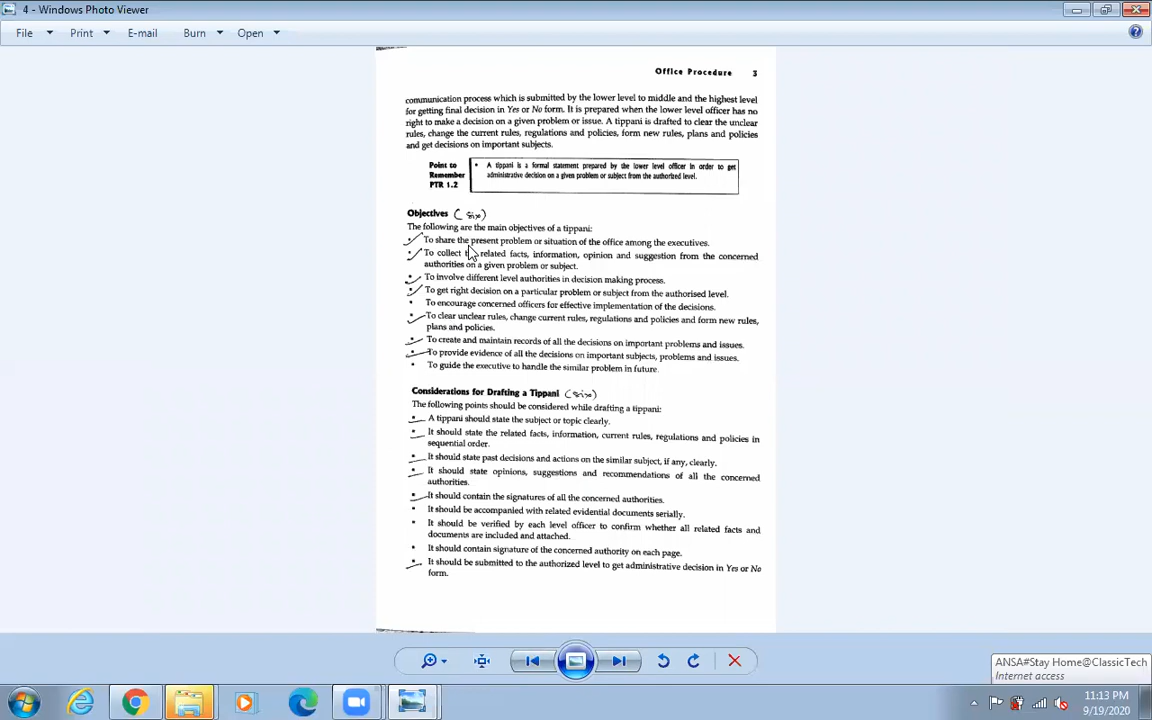 4 - Windows Photo Viewer
File Print E-mail Burn Open
Office Procedure 3
communication process which is submitted by the lower level to middle and the highest level
for getting final decision in Yes or No form. It is prepared when the lower level officer has no
right to make a decision on a given problem or issue. A tippani is drafted to clear the unclear
rules, change the current rules, regulations and policies, form new rules, plans and policies
and get decisions on important subjects.
Point to
Remember
PTR 1.2
• A tippani is a formal statement prepared by the lower level officer in order to get
administrative decision on a given problem or subject from the authorized level.
Objectives (six)
The following are the main objectives of a tippani:
• To share the present problem or situation of the office among the executives.
• To collect related facts, information, opinion and suggestion from the concerned
authorities on a given problem or subject.
• To involve different level authorities in decision making process.
• To get right decision on a particular problem or subject from the authorised level.
• To encourage concerned officers for effective implementation of the decisions.
• To clear unclear rules, change current rules, regulations and policies and form new rules,
plans and policies.
• To create and maintain records of all the decisions on important problems and issues.
• To provide evidence of all the decisions on important subjects, problems and issues.
• To guide the executive to handle the similar problem in future.
Considerations for Drafting a Tippani (six)
The following points should be considered while drafting a tippani:
• A tippani should state the subject or topic clearly.
• It should state the related facts, information, current rules, regulations and policies in
sequential order.
• It should state past decisions and actions on the similar subject, if any, clearly.
• It should state opinions, suggestions and recommendations of all the concerned
authorities.
• It should contain the signatures of all the concerned authorities.
• It should be accompanied with related evidential documents serially.
• It should be verified by each level officer to confirm whether all related facts and
documents are included and attached.
• It should contain signature of the concerned authority on each page.
• It should be submitted to the authorized level to get administrative decision in Yes or No
form.
ANSA#Stay Home@ClassicTech
Internet access
11:13 PM
9/19/2020